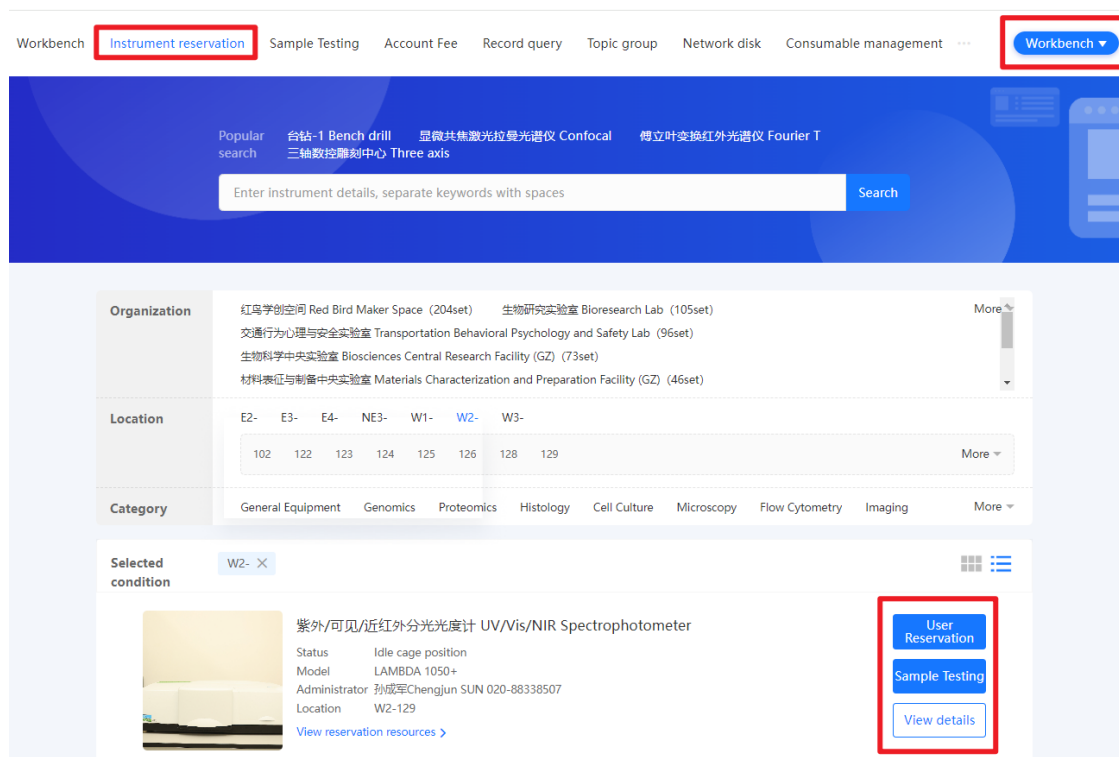 Workbench Instrument reservation Sample Testing Account Fee Record query Topic group Network disk Consumable management ··· Workbench
Popular search
台钻-1 Bench drill 显微共焦激光拉曼光谱仪 Confocal 傅立叶变换红外光谱仪 Fourier T
三轴数控雕刻中心 Three axis
Enter instrument details, separate keywords with spaces Search
Organization
红鸟学创空间 Red Bird Maker Space (204set) 生物研究实验室 Bioresearch Lab (105set) More
交通行为心理与安全实验室 Transportation Behavioral Psychology and Safety Lab (96set)
生物科学中央实验室 Biosciences Central Research Facility (GZ) (73set)
材料表征与制备中央实验室 Materials Characterization and Preparation Facility (GZ) (46set)
Location E2- E3- E4- NE3- W1- W2- W3-
102 122 123 124 125 126 128 129 More
Category General Equipment Genomics Proteomics Histology Cell Culture Microscopy Flow Cytometry Imaging More
Selected condition W2- ×
紫外/可见/近红外分光光度计 UV/Vis/NIR Spectrophotometer
Status Idle cage position
Model LAMBDA 1050+
Administrator 孙成军Chengjun SUN 020-88338507
Location W2-129
View reservation resources >
User
Reservation
Sample Testing
View details